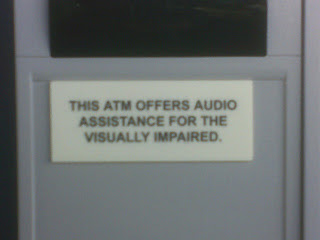 THIS ATM OFFERS AUDIO
ASSISTANCE FOR THE
VISUALLY IMPAIRED.